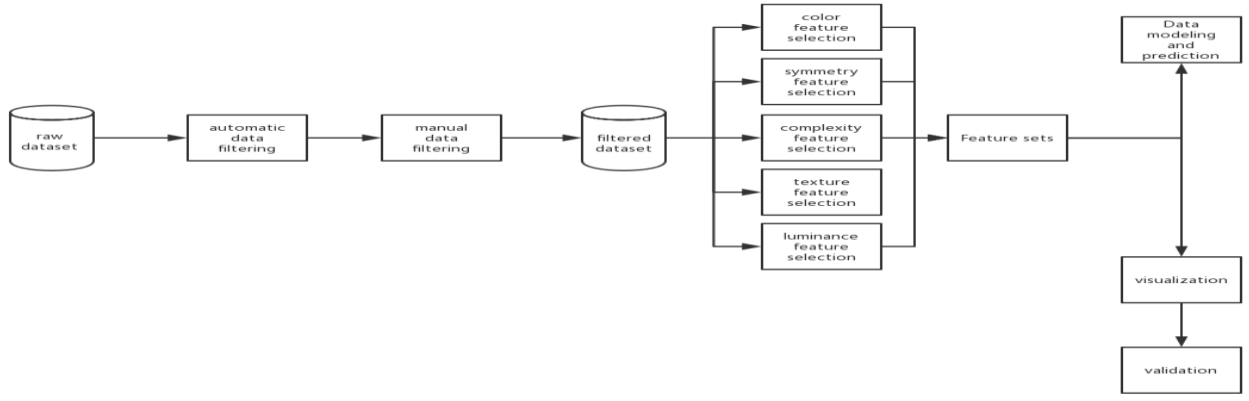 raw
dataset
automatic
data
filtering
manual
data
filtering
filtered
dataset
color
feature
selection
symmetry
feature
selection
complexity
feature
selection
texture
feature
selection
luminance
feature
selection
Feature sets
Data
modeling
and
prediction
visualization
validation